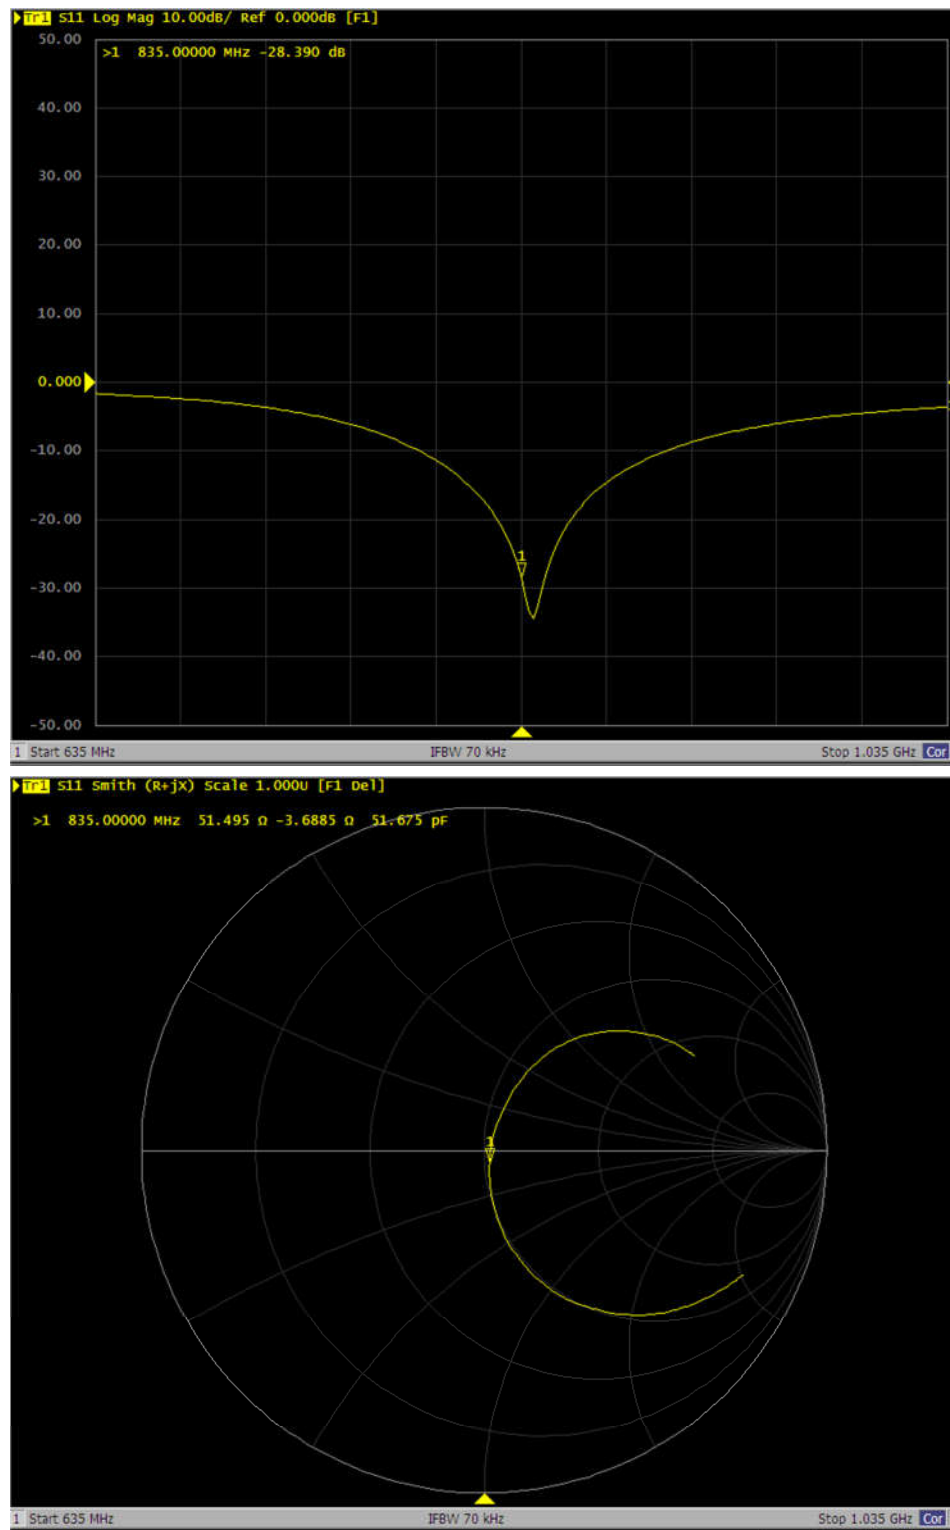 Tr1 S11 Log Mag 10.00dB/ Ref 0.000dB [F1]
50.00
>1 835.00000 MHz -28.390 dB
40.00
30.00
20.00
10.00
0.000
-10.00
-20.00
1
-30.00
-40.00
-50.00
1 Start 635 MHz IFBW 70 kHz Stop 1.035 GHz Cor
Tr1 S11 Smith (R+jX) Scale 1.000U [F1 Del]
>1 835.00000 MHz 51.495 Ω -3.6885 Ω 51.675 pF
1
1 Start 635 MHz IFBW 70 kHz Stop 1.035 GHz Cor